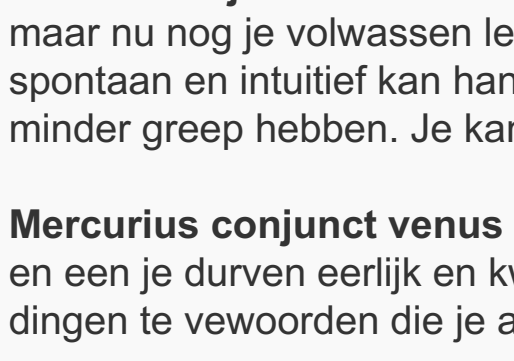 maar nu nog je volwassen le
spontaan en intuitief kan han
minder greep hebben. Je kan
Mercurius conjunct venus
en een je durven eerlijk en kw
dingen te vewoorden die je a